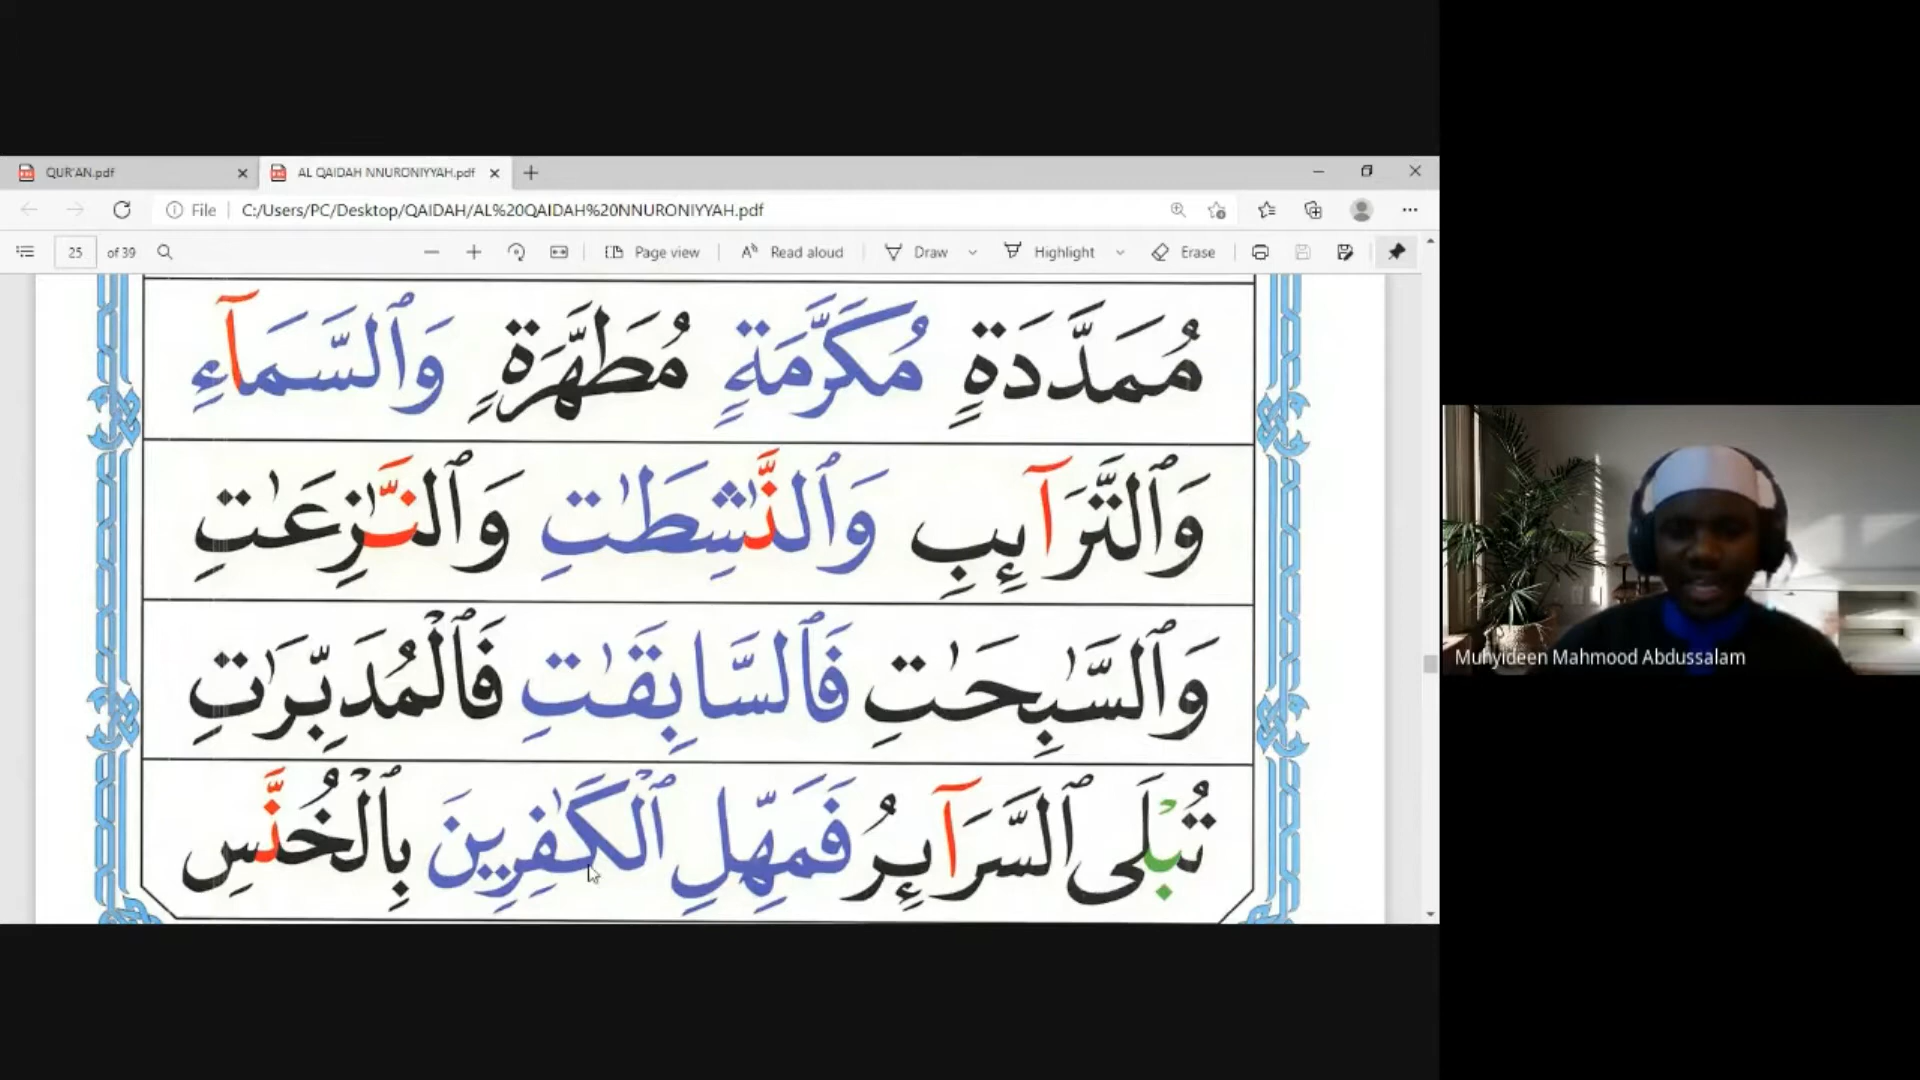 QUR'AN.pdf
AL QAIDAH NNURONIYYAH.pdf
File C:/Users/PC/Desktop/QAIDAH/AL%20QAIDAH%20NNURONIYYAH.pdf
25 of 39 Page view Read aloud Draw Highlight Erase
مُمَدَّدَةٍ مُكَرَّمَةٍ مُطَهَّرَةٍ وَٱلسَّمَآءِ
وَٱلتَّرَآئِبِ وَٱلنَّـٰشِطَـٰتِ وَٱلنَّـٰزِعَـٰتِ
وَٱلسَّـٰبِحَـٰتِ فَٱلسَّابِقَـٰتِ فَٱلْمُدَبِّرَٰتِ
تُبْلَى ٱلسَّرَآئِرُ فَمَهِّلِ ٱلْكَـٰفِرِينَ بِٱلْخُنَّسِ
Muhyideen Mahmood Abdussalam